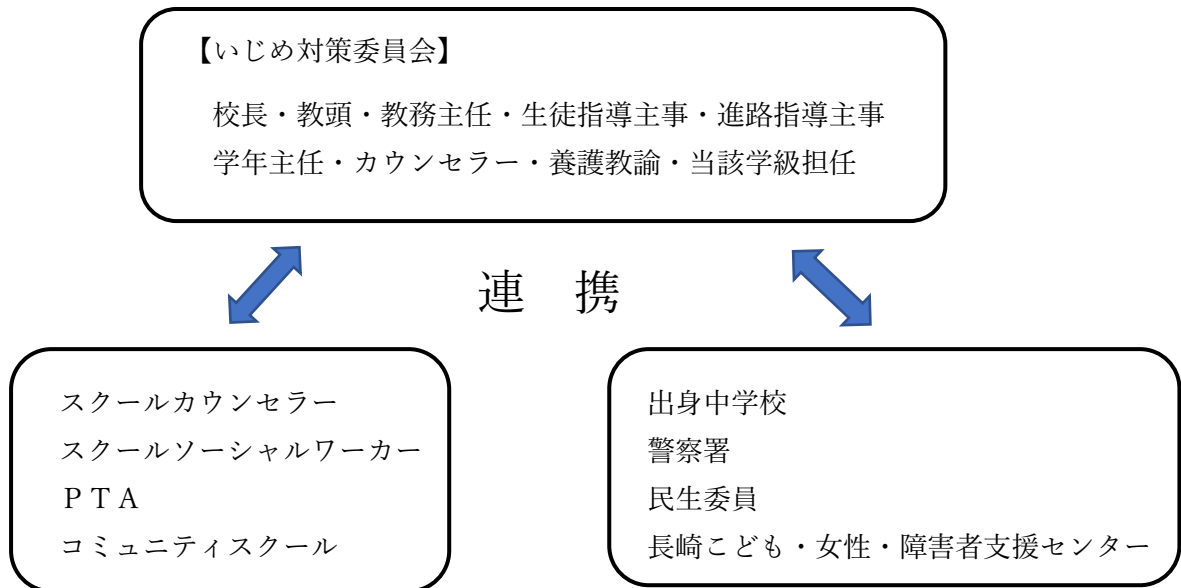 【いじめ対策委員会】
校長・教頭・教務主任・生徒指導主事・進路指導主事
学年主任・カウンセラー・養護教諭・当該学級担任
連　携
スクールカウンセラー
スクールソーシャルワーカー
ＰＴＡ
コミュニティスクール
出身中学校
警察署
民生委員
長崎こども・女性・障害者支援センター